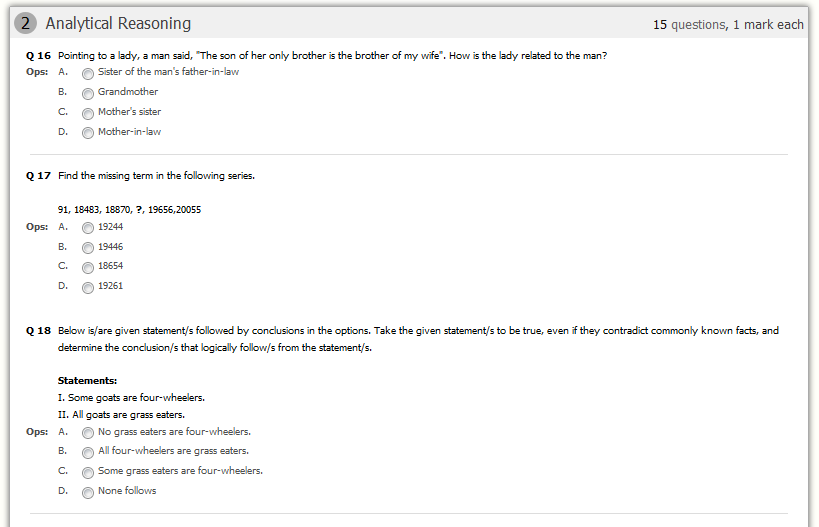 2 Analytical Reasoning 15 questions, 1 mark each
Q 16 Pointing to a lady, a man said, "The son of her only brother is the brother of my wife". How is the lady related to the man?
Ops: A. Sister of the man's father-in-law
B. Grandmother
C. Mother's sister
D. Mother-in-law
Q 17 Find the missing term in the following series.
91, 18483, 18870, ?, 19656,20055
Ops: A. 19244
B. 19446
C. 18654
D. 19261
Q 18 Below is/are given statement/s followed by conclusions in the options. Take the given statement/s to be true, even if they contradict commonly known facts, and
determine the conclusion/s that logically follow/s from the statement/s.
Statements:
I. Some goats are four-wheelers.
II. All goats are grass eaters.
Ops: A. No grass eaters are four-wheelers.
B. All four-wheelers are grass eaters.
C. Some grass eaters are four-wheelers.
D. None follows